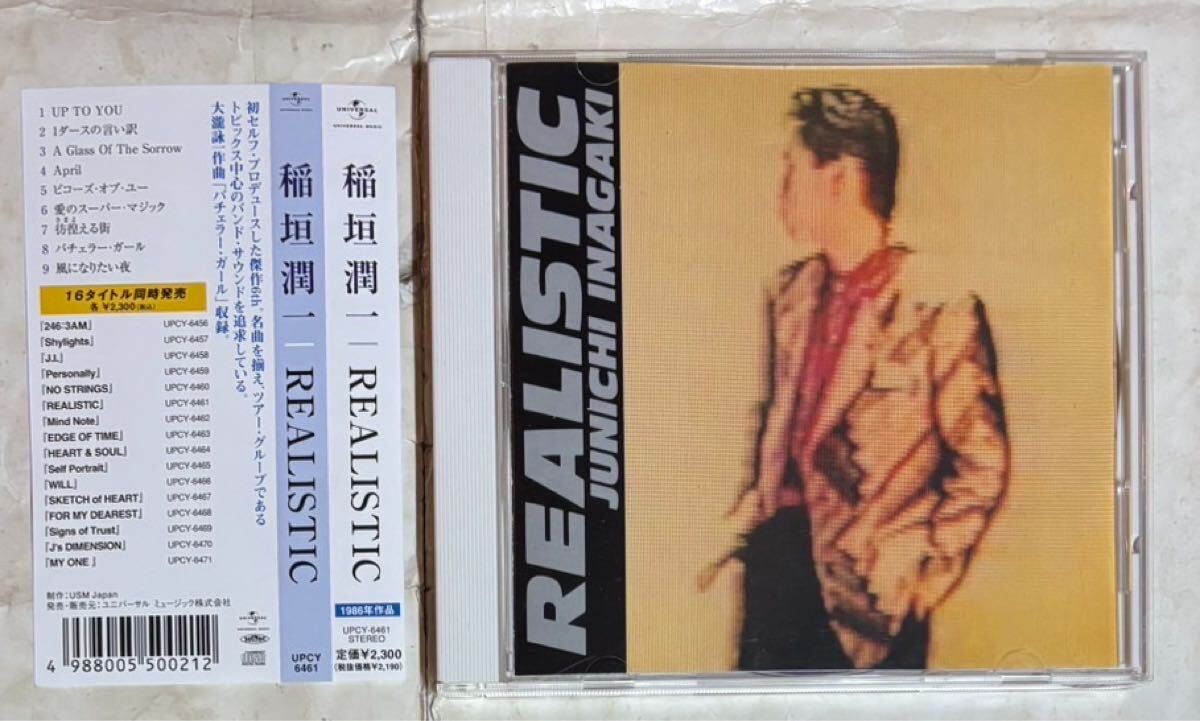 1 UP TO YOU
2 1ダースの言い訳
3 A Glass Of The Sorrow
4 April
5 ビコーズ・オブ・ユー
6 愛のスーパー・マジック
7 彷徨える街
さまよ
8 バチェラー・ガール
9 風になりたい夜
16タイトル同時発売
各¥2,300(税込)
『246:3AM』 UPCY-6456
『Shylights』 UPCY-6457
『J.I.』 UPCY-6458
『Personally』 UPCY-6459
『NO STRINGS』 UPCY-6460
『REALISTIC』 UPCY-6461
『Mind Note』 UPCY-6462
『EDGE OF TIME』 UPCY-6463
『HEART & SOUL』 UPCY-6464
『Self Portrait』 UPCY-6465
『WILL』 UPCY-6466
『SKETCH of HEART』 UPCY-6467
『FOR MY DEAREST』 UPCY-6468
『Signs of Trust』 UPCY-6469
『J's DIMENSION』 UPCY-6470
『MY ONE』 UPCY-6471
制作:USM Japan
発売・販売元:ユニバーサル ミュージック株式会社
4 988005 500212
初セルフ・プロデュースした傑作6th。名曲を揃え、ツアー・グループである
トピックス中心のバンド・サウンドを追求している。
大瀧詠一作曲「バチェラー・ガール」収録。
UNIVERSAL
稲垣潤一 | REALISTIC
UPCY
6461
UNIVERSAL
UNIVERSAL MUSIC
稲垣潤一 | REALISTIC
1986年作品
UPCY-6461
STEREO
定価¥2,300
(税抜価格¥2,190)
REALISTIC
JUNICHI INAGAKI